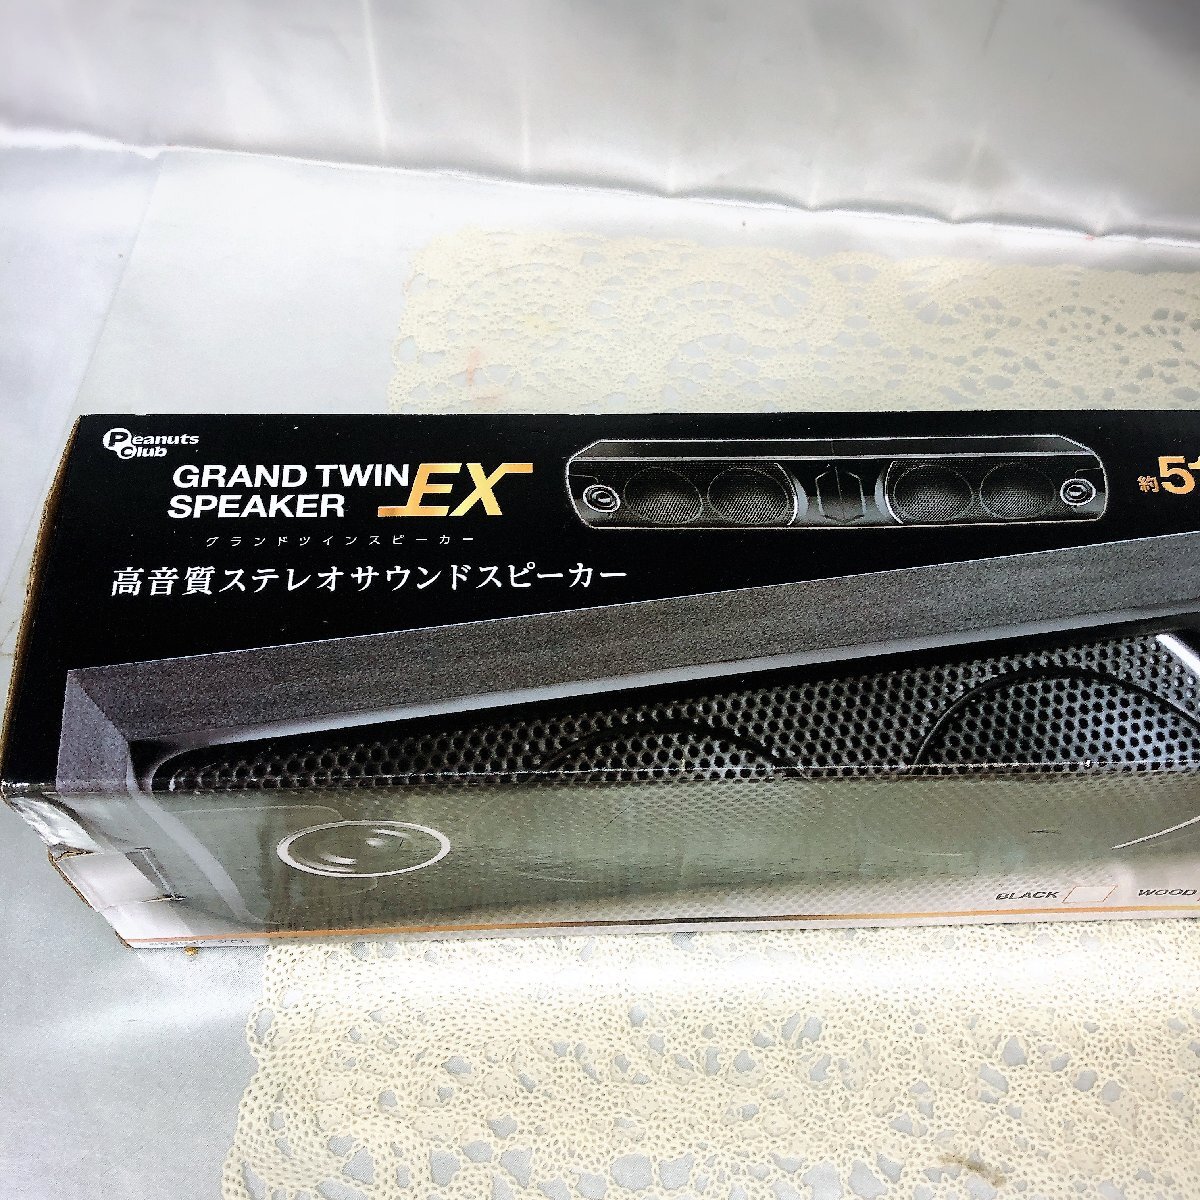 Peanuts Club
GRAND TWIN
SPEAKER EX
グランドツインスピーカー
高音質ステレオサウンドスピーカー
約5
BLACK
WOOD